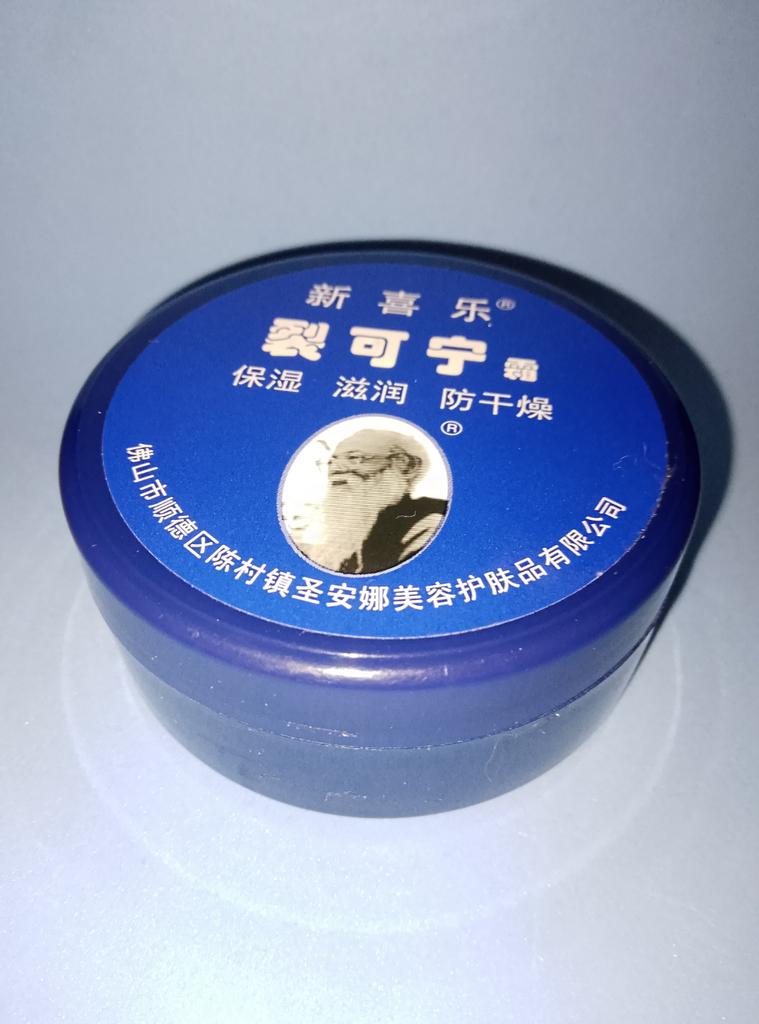 新喜乐®
裂可宁霜
保湿 滋润 防干燥
®
佛山市顺德区陈村镇圣安娜美容护肤品有限公司